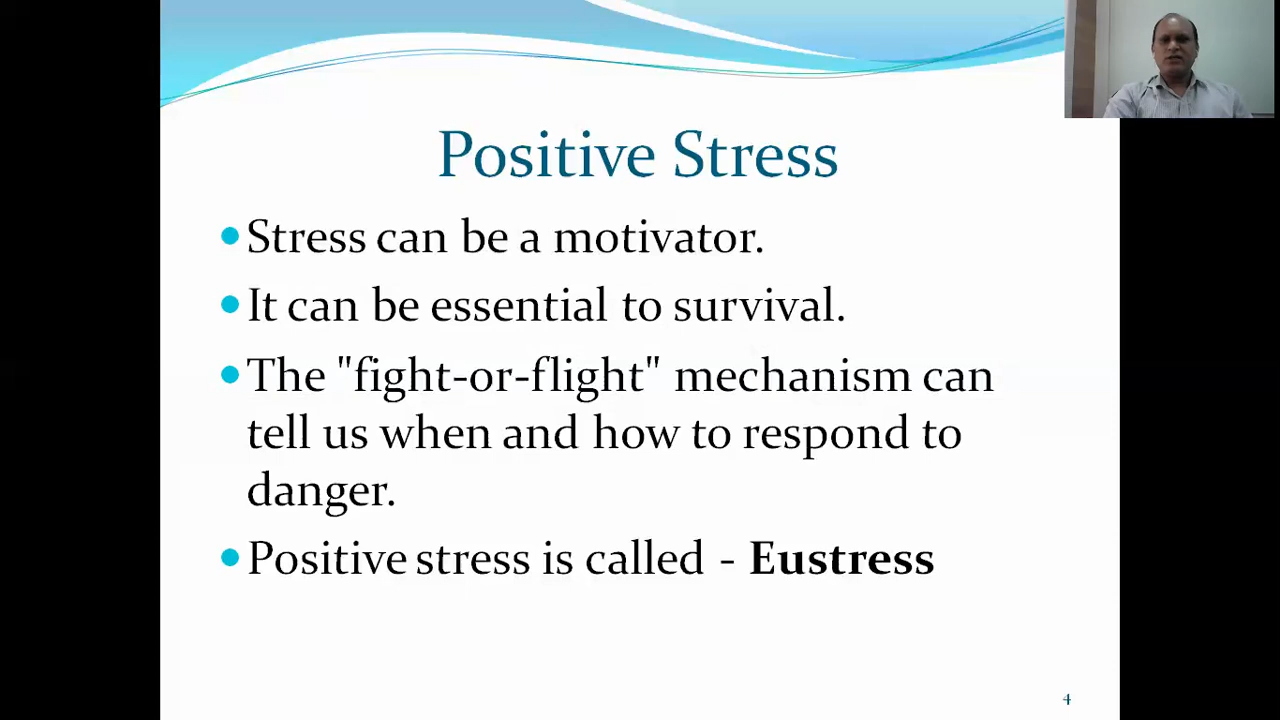 Positive Stress
Stress can be a motivator.
It can be essential to survival.
The "fight-or-flight" mechanism can
tell us when and how to respond to
danger.
Positive stress is called - Eustress
4